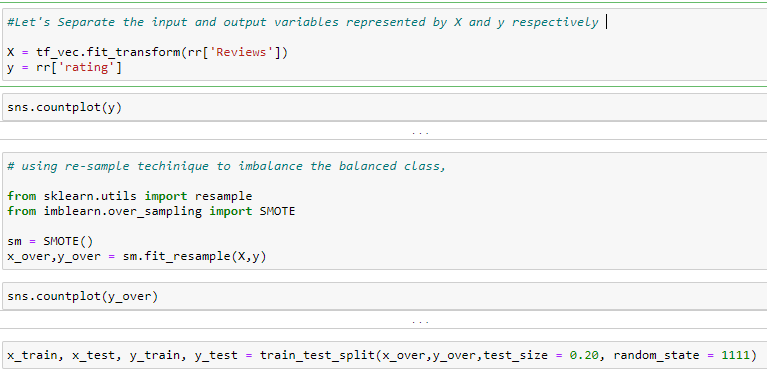 #Let's Separate the input and output variables represented by X and y respectively
X = tf_vec.fit_transform(rr['Reviews'])
y = rr['rating']
sns.countplot(y)
...
# using re-sample techinique to imbalance the balanced class,
from sklearn.utils import resample
from imblearn.over_sampling import SMOTE
sm = SMOTE()
x_over,y_over = sm.fit_resample(X,y)
sns.countplot(y_over)
...
x_train, x_test, y_train, y_test = train_test_split(x_over,y_over,test_size = 0.20, random_state = 1111)